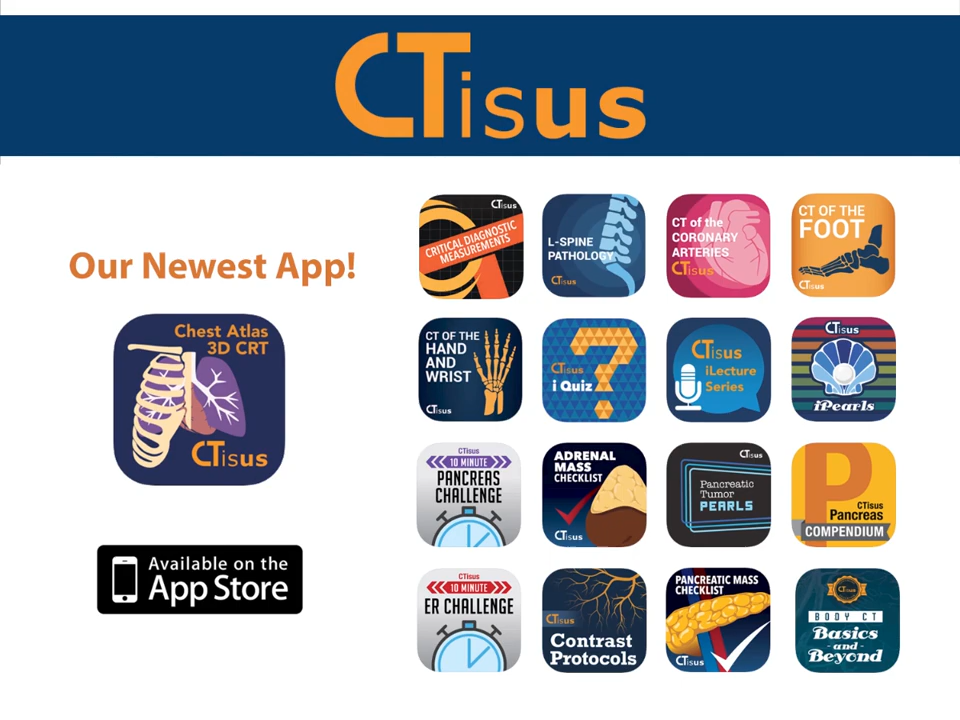 CTisus
Our Newest App!
Chest Atlas
3D CRT
CTisus
Available on the
App Store
CTisus
CRITICAL DIAGNOSTIC
MEASUREMENTS
L-SPINE
PATHOLOGY
CTisus
CT of the
CORONARY
ARTERIES
CTisus
CT OF THE
FOOT
CTisus
CT OF THE
HAND
AND
WRIST
CTisus
CTisus
i Quiz
?
CTisus
iLecture
Series
CTisus
iPearls
CTisus
10 MINUTE
PANCREAS
CHALLENGE
ADRENAL
MASS
CHECKLIST
CTisus
CTisus
Pancreatic
Tumor
PEARLS
P
CTisus
Pancreas
COMPENDIUM
CTisus
10 MINUTE
ER CHALLENGE
CTisus
Contrast
Protocols
PANCREATIC MASS
CHECKLIST
CTisus
CTisus
BODY CT
Basics
-and-
Beyond